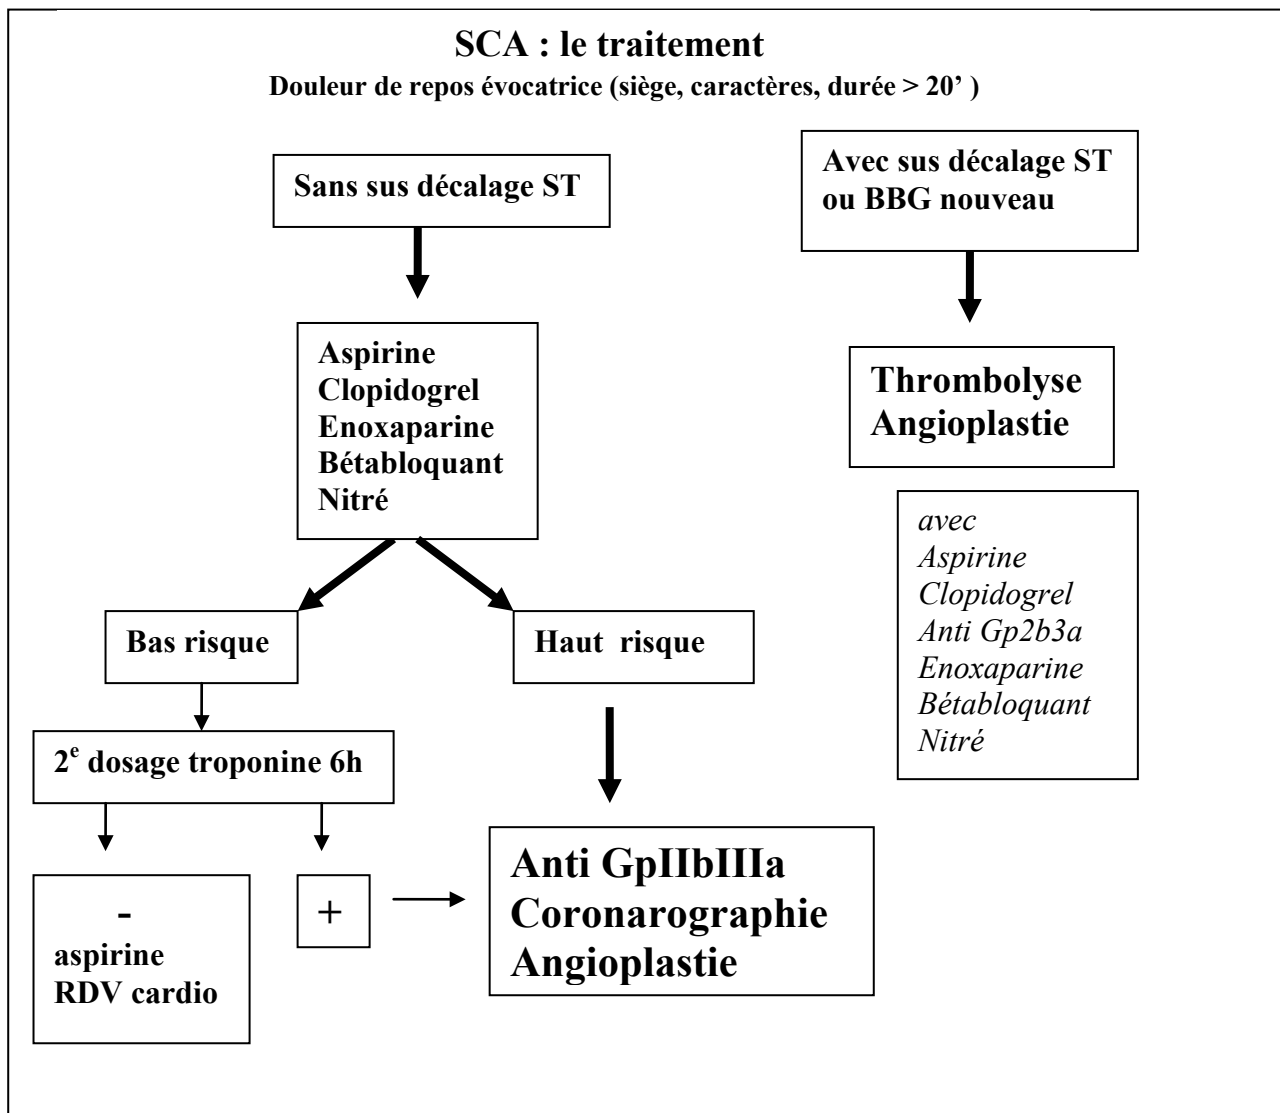 SCA : le traitement
Douleur de repos évocatrice (siège, caractères, durée > 20’ )
Sans sus décalage ST
Avec sus décalage ST
ou BBG nouveau
Aspirine
Clopidogrel
Enoxaparine
Bétabloquant
Nitré
Thrombolyse
Angioplastie
avec
Aspirine
Clopidogrel
Anti Gp2b3a
Enoxaparine
Bétabloquant
Nitré
Bas risque
Haut risque
2e dosage troponine 6h
-
aspirine
RDV cardio
+
Anti GpIIbIIIa
Coronarographie
Angioplastie